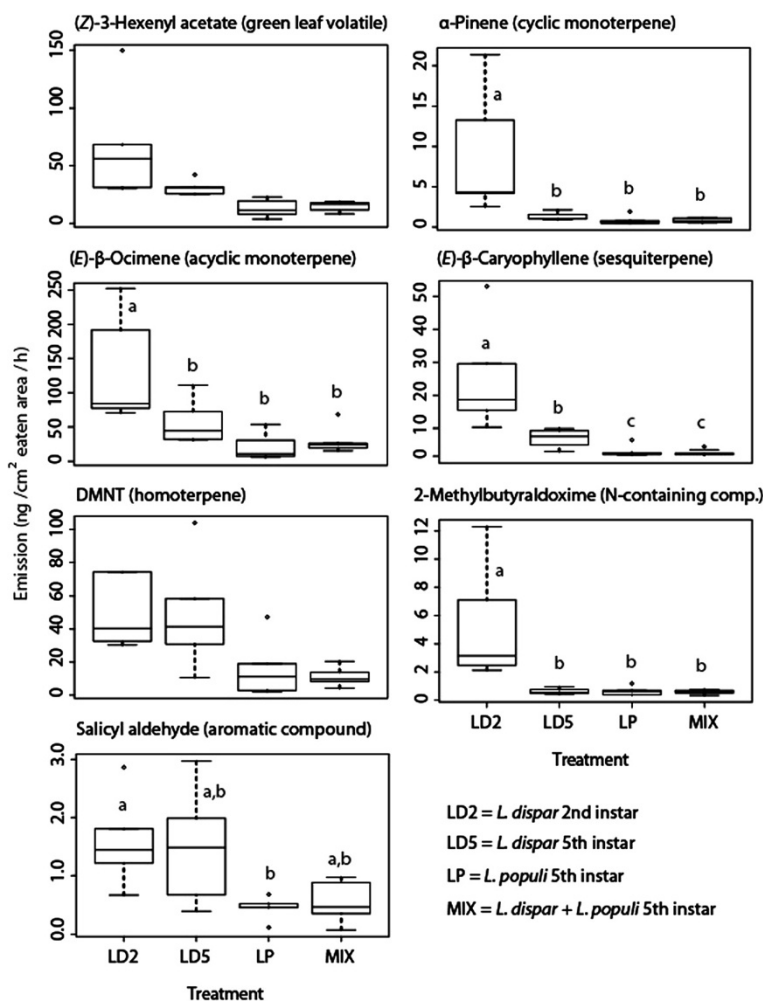 (Z)-3-Hexenyl acetate (green leaf volatile)
150
100
50
0
α-Pinene (cyclic monoterpene)
20
15
10
5
0
a
b
b
b
(E)-β-Ocimene (acyclic monoterpene)
250
200
150
100
50
0
a
b
b
b
(E)-β-Caryophyllene (sesquiterpene)
50
40
30
20
10
0
a
b
c
c
Emission (ng /cm² eaten area / h)
DMNT (homoterpene)
100
80
60
40
20
0
2-Methylbutyraldoxime (N-containing comp.)
12
10
8
6
4
2
0
a
b
b
b
LD2 LD5 LP MIX
Treatment
Salicyl aldehyde (aromatic compound)
3.0
2.0
1.0
0.0
a
a,b
b
a,b
LD2 LD5 LP MIX
Treatment
LD2 = L. dispar 2nd instar
LD5 = L. dispar 5th instar
LP = L. populi 5th instar
MIX = L. dispar + L. populi 5th instar